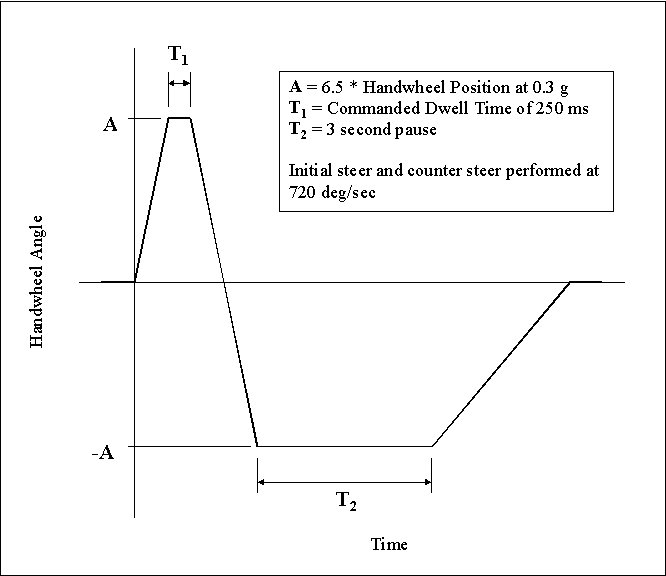 T1
A = 6.5 * Handwheel Position at 0.3 g
T1 = Commanded Dwell Time of 250 ms
T2 = 3 second pause
Initial steer and counter steer performed at
720 deg/sec
A
Handwheel Angle
-A
T2
Time